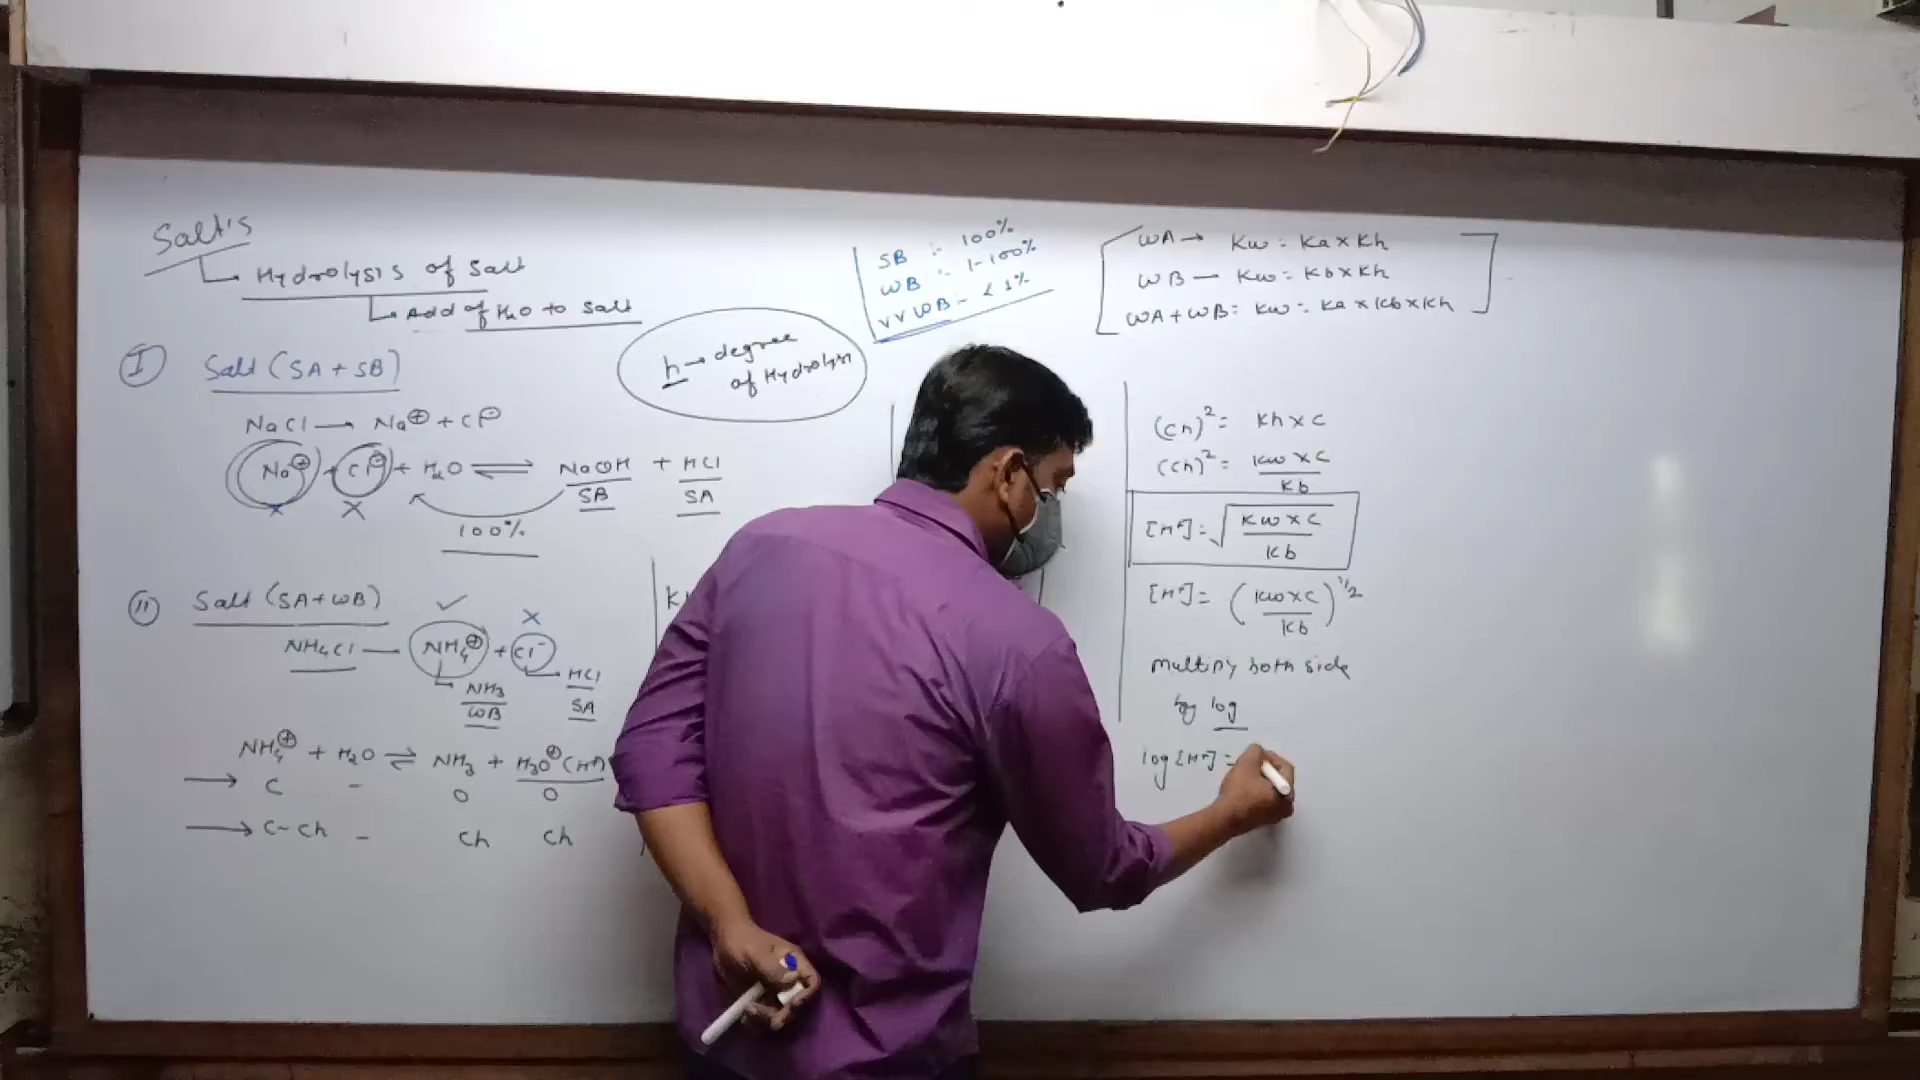 Salt's
Hydrolysis of Salt
Add of H2O to Salt
h → degree
of Hydrolysis
SB :- 100%
WB :- 1-100%
VVWB - < 1%
WA → Kw = Ka x Kh
WB — Kw = Kb x Kh
WA + WB = Kw = Ka x Kb x Kh
I Salt (SA + SB)
NaCl → Na⊕ + Cl⊖
Na⊕ + Cl⊖ + H2O ⇌ NaOH + HCl
SB SA
x X
100%
II Salt (SA + WB)
✓ X
NH4Cl — NH4⊕ + Cl⁻
NH3 HCl
WB SA
NH4⊕ + H2O ⇌ NH3 + H3O⊕ (H⁺)
→ C - O O
→ C-Ch - Ch Ch
(Ch)² = Kh x C
(Ch)² = Kw x C / Kb
[H⁺] = √ Kw x C / Kb
[H⁺] = (Kw x C / Kb)^1/2
multiply both side
by log
log [H⁺] =